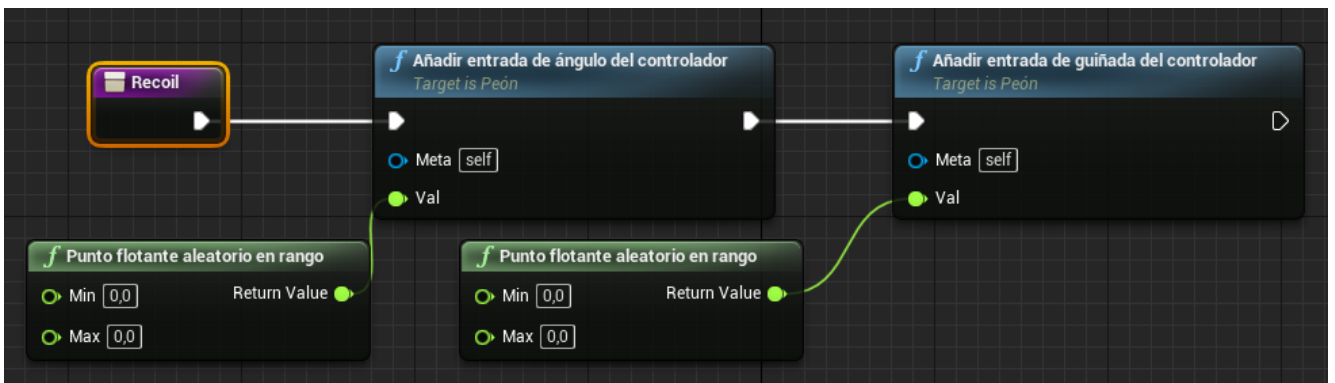 Recoil
Añadir entrada de ángulo del controlador
Target is Peón
Meta self
Val
Añadir entrada de guiñada del controlador
Target is Peón
Meta self
Val
Punto flotante aleatorio en rango
Min 0,0 Return Value
Max 0,0
Punto flotante aleatorio en rango
Min 0,0 Return Value
Max 0,0